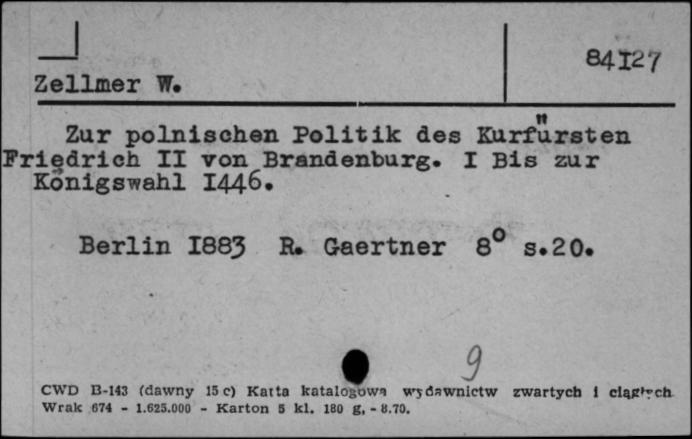 84I27
Zellmer W.
Zur polnischen Politik des Kurfürsten
Friedrich II von Brandenburg. I Bis zur
Königswahl I446.
Berlin I883 R. Gaertner 8° s.20.
9
CWD B-143 (dawny 15 c) Karta katalogowa wydawnictw zwartych i ciągłych
Wrak 674 - 1.625.000 - Karton 5 kl. 180 g. - 8.70.